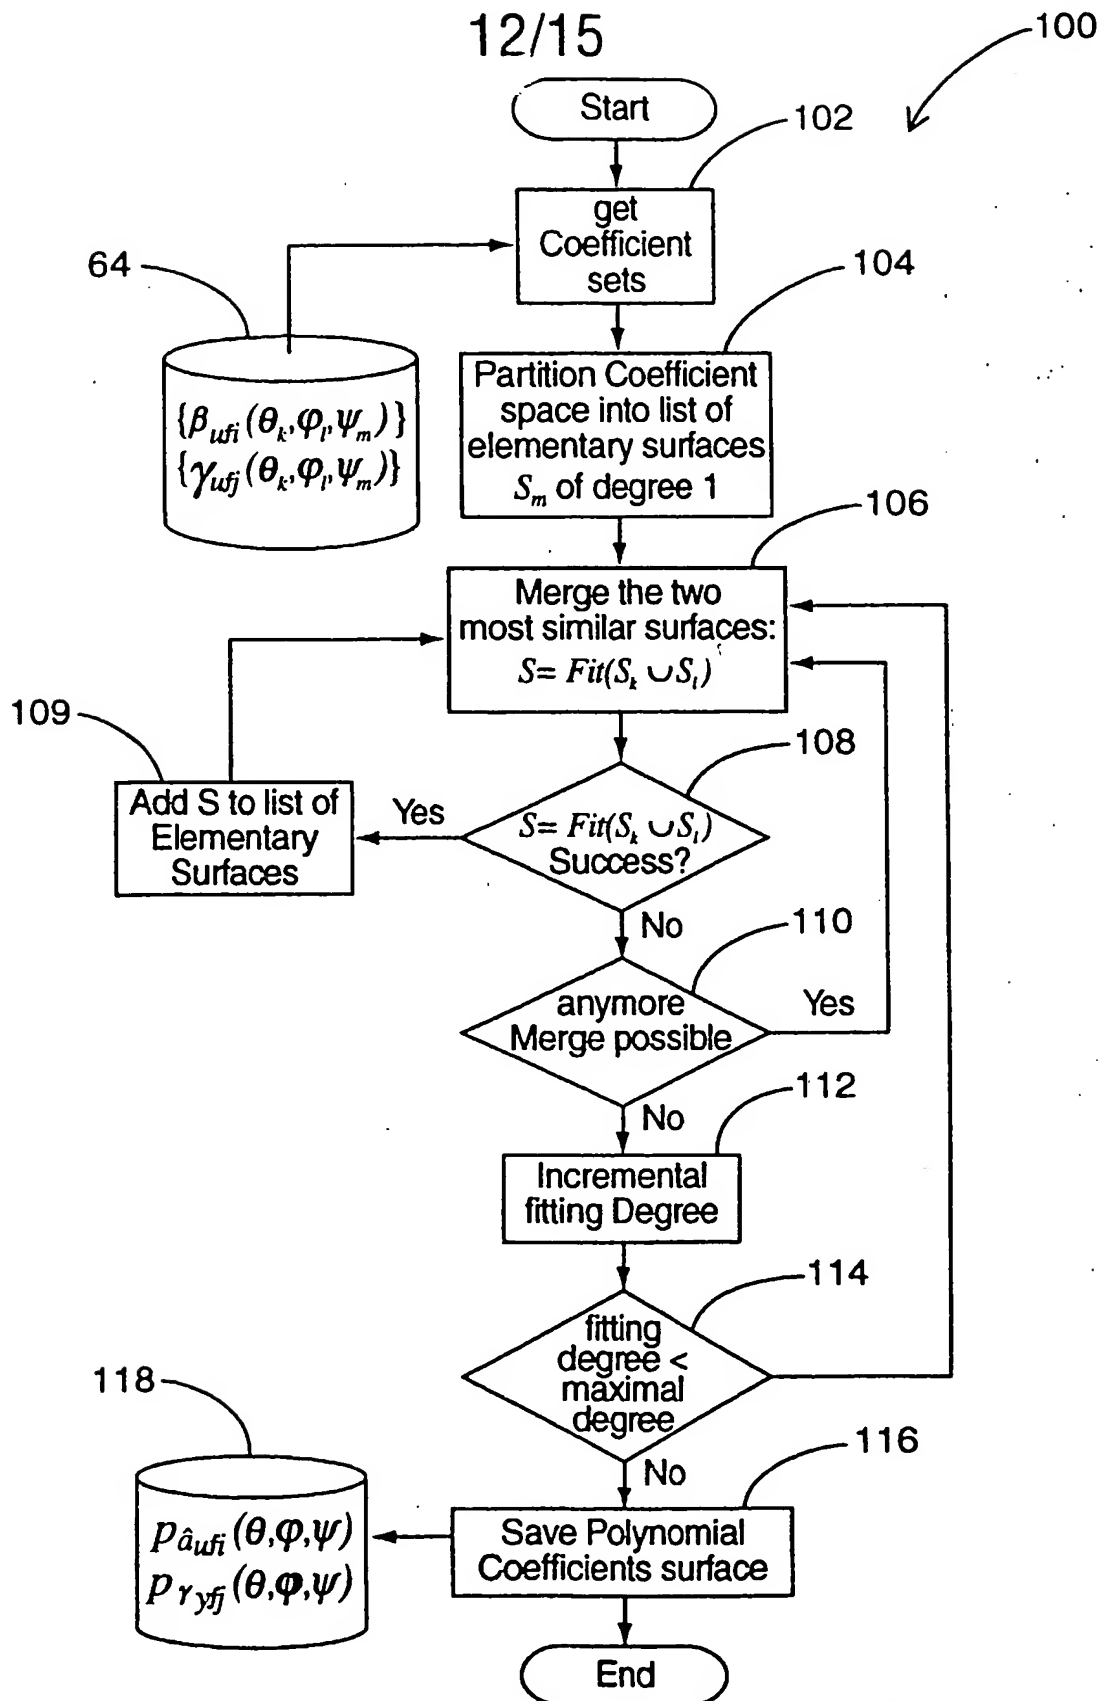 12/15
100
Start
102
get
Coefficient
sets
64
{β_ufi (θ_k,φ_l,ψ_m)}
{γ_ufj (θ_k,φ_l,ψ_m)}
104
Partition Coefficient
space into list of
elementary surfaces
S_m of degree 1
106
Merge the two
most similar surfaces:
S= Fit(S_k ∪S_l)
109
Add S to list of
Elementary
Surfaces
Yes
108
S= Fit(S_k ∪S_l)
Success?
No
110
anymore
Merge possible
Yes
No
112
Incremental
fitting Degree
114
fitting
degree <
maximal
degree
No
118
p_âufi (θ,φ,ψ)
p_γyfj (θ,φ,ψ)
116
Save Polynomial
Coefficients surface
End